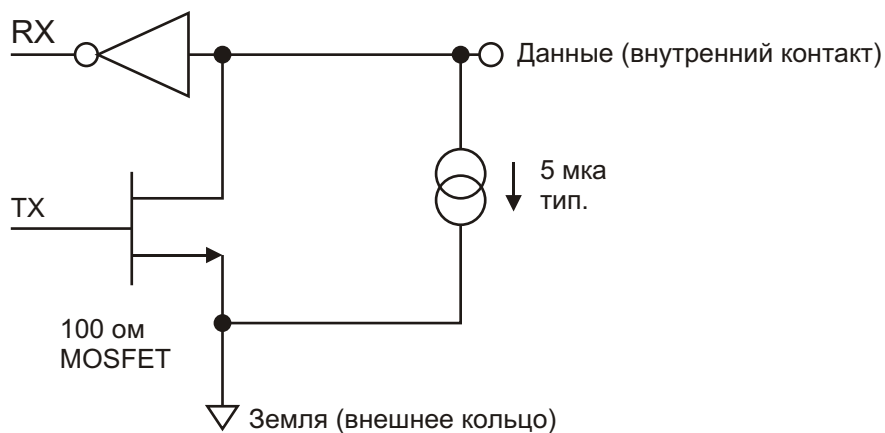 RX
Данные (внутренний контакт)
5 мка
тип.
TX
100 ом
MOSFET
Земля (внешнее кольцо)